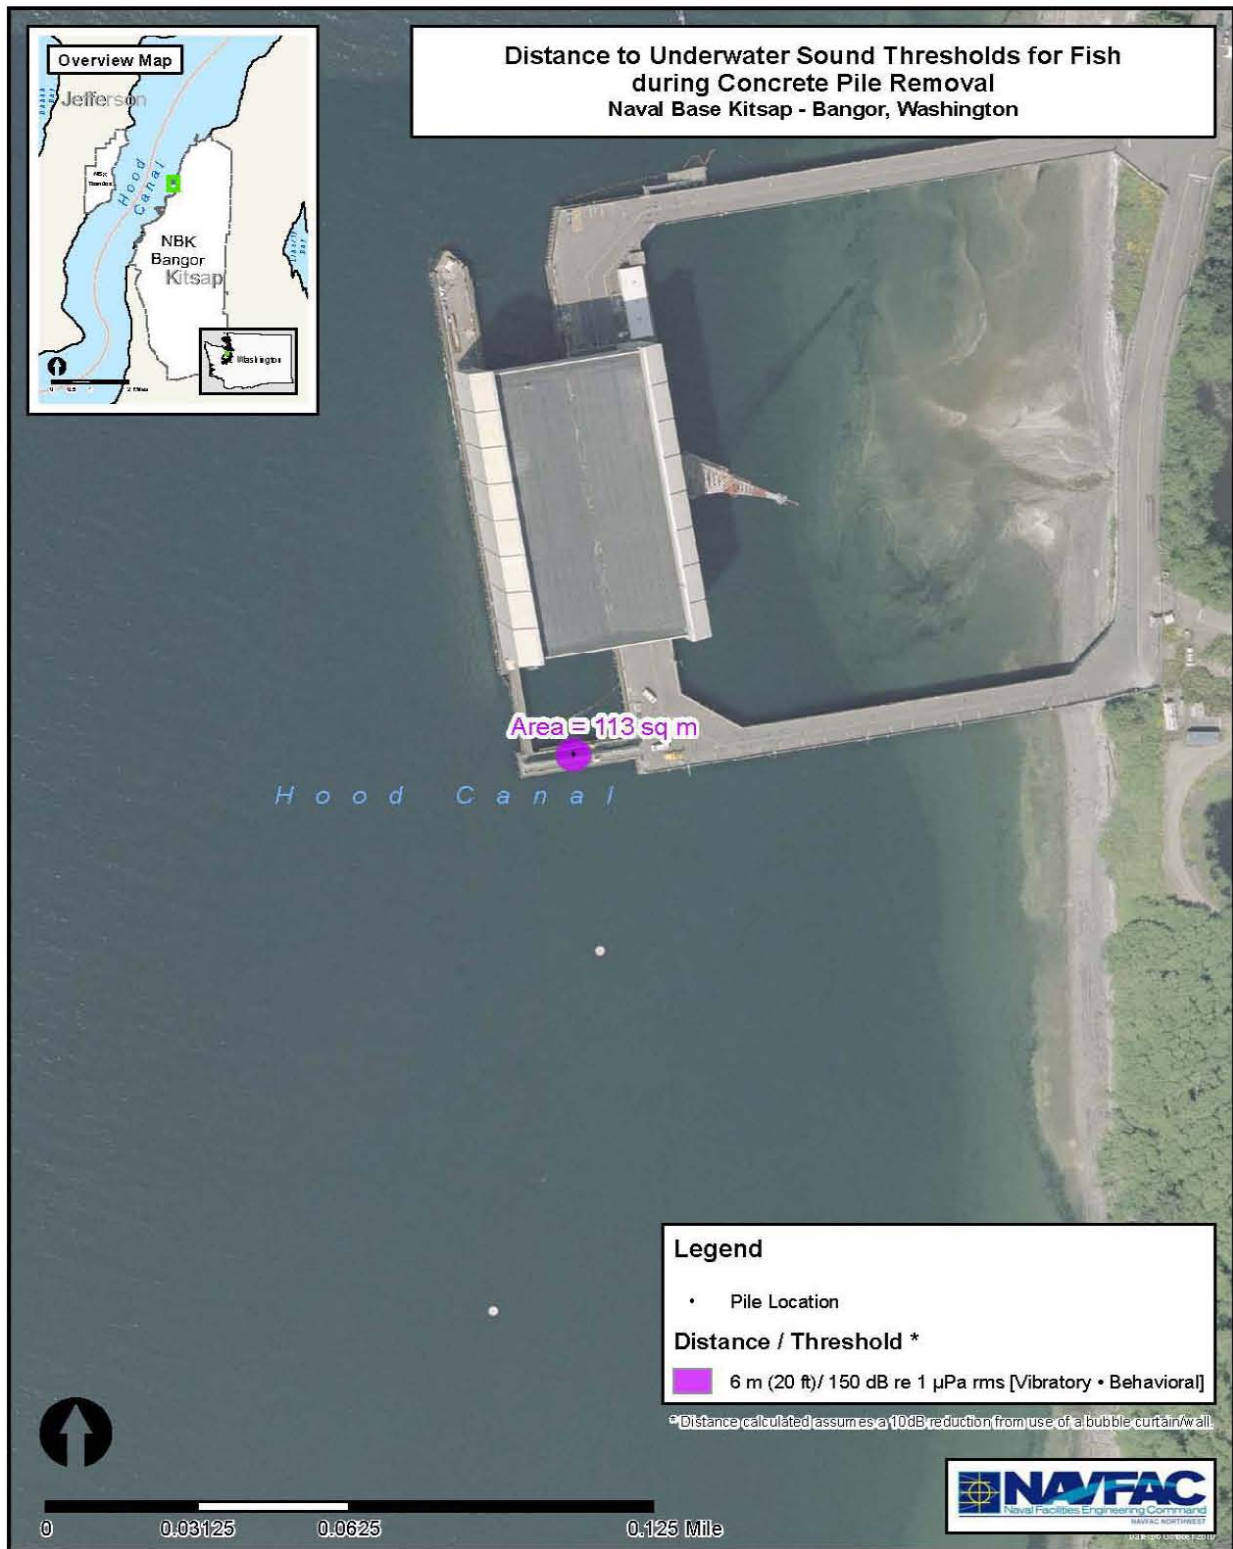 Distance to Underwater Sound Thresholds for Fish
during Concrete Pile Removal
Naval Base Kitsap - Bangor, Washington
Overview Map
Jefferson
Hood
Canal
NBK
Bangor
Kitsap
Washington
Area = 113 sq m
Hood Canal
Legend
Pile Location
Distance / Threshold *
6 m (20 ft)/ 150 dB re 1 µPa rms [Vibratory • Behavioral]
* Distance calculated assumes a 10dB reduction from use of a bubble curtain/wall.
0 0.03125 0.0625 0.125 Mile
NAVFAC
Naval Facilities Engineering Command
NAVFAC NORTHWEST